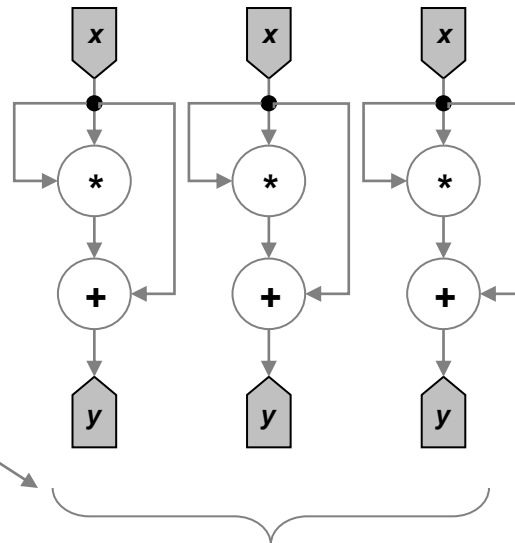 x x x
* * *
+ + +
y y y